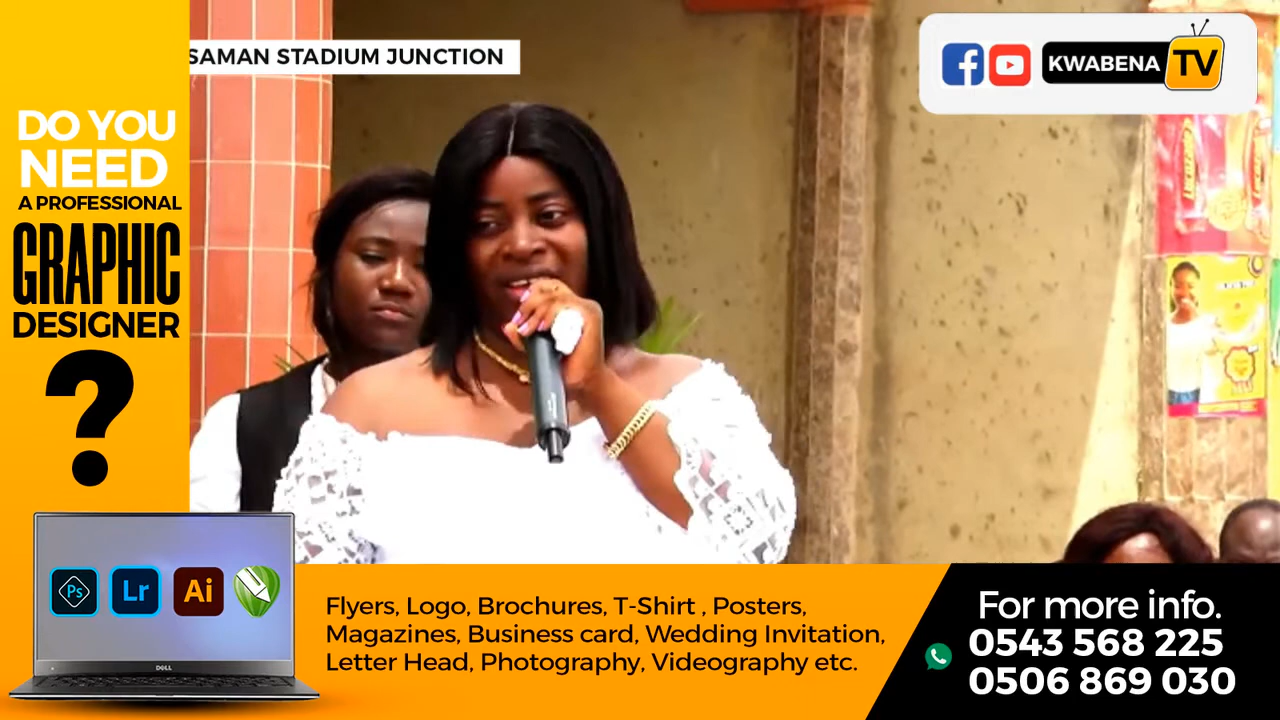 SAMAN STADIUM JUNCTION
KWABENA TV
DO YOU
NEED
A PROFESSIONAL
GRAPHIC
DESIGNER
?
Ps
Lr
Ai
DELL
Flyers, Logo, Brochures, T-Shirt , Posters,
Magazines, Business card, Wedding Invitation,
Letter Head, Photography, Videography etc.
For more info.
0543 568 225
0506 869 030